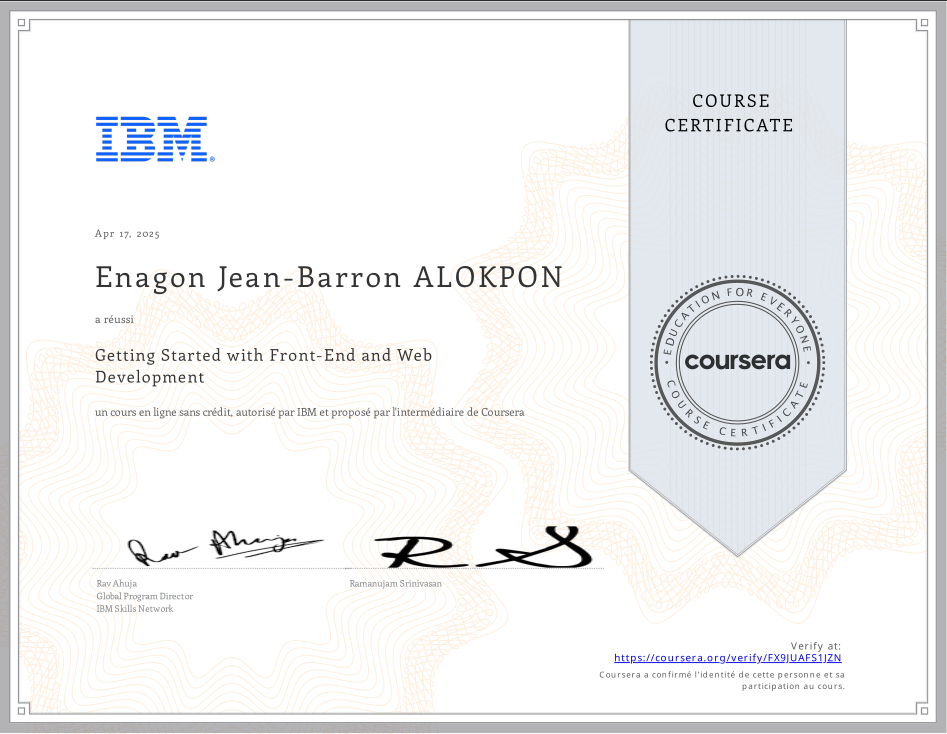 COURSE
CERTIFICATE
IBM®
Apr 17, 2025
Enagon Jean-Barron ALOKPON
a réussi
Getting Started with Front-End and Web
Development
un cours en ligne sans crédit, autorisé par IBM et proposé par l'intermédiaire de Coursera
EDUCATION FOR EVERYONE
coursera
COURSE CERTIFICATE
Rav Ahuja
Rav Ahuja
Global Program Director
IBM Skills Network
Ramanujam Srinivasan
Verify at:
https://coursera.org/verify/FX9JUAFS1JZN
Coursera a confirmé l'identité de cette personne et sa
participation au cours.